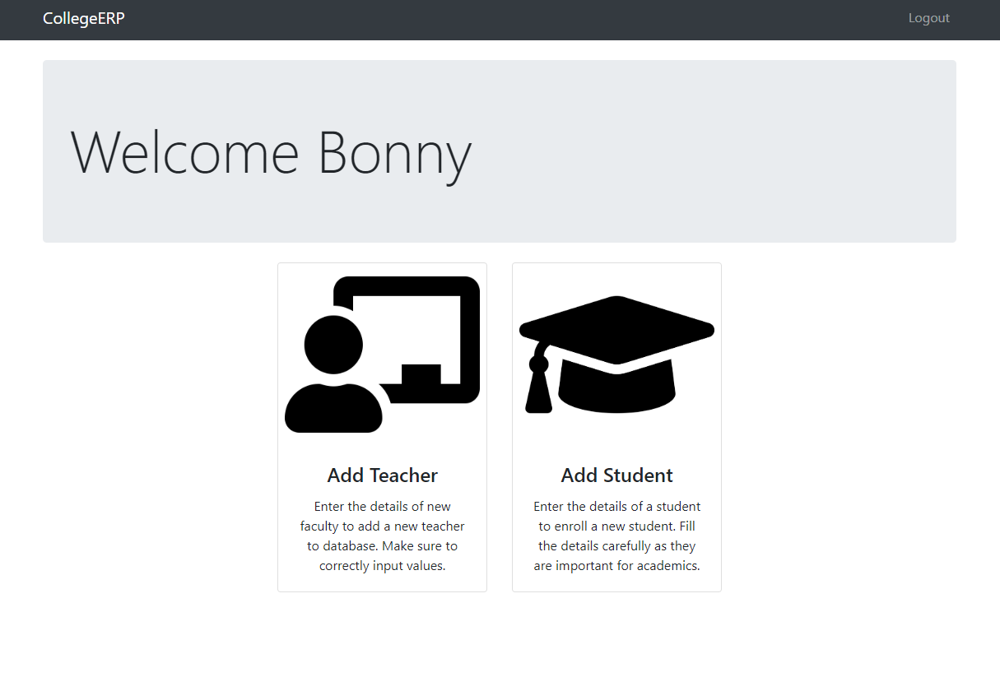 CollegeERP
Logout
Welcome Bonny
Add Teacher
Enter the details of new
faculty to add a new teacher
to database. Make sure to
correctly input values.
Add Student
Enter the details of a student
to enroll a new student. Fill
the details carefully as they
are important for academics.